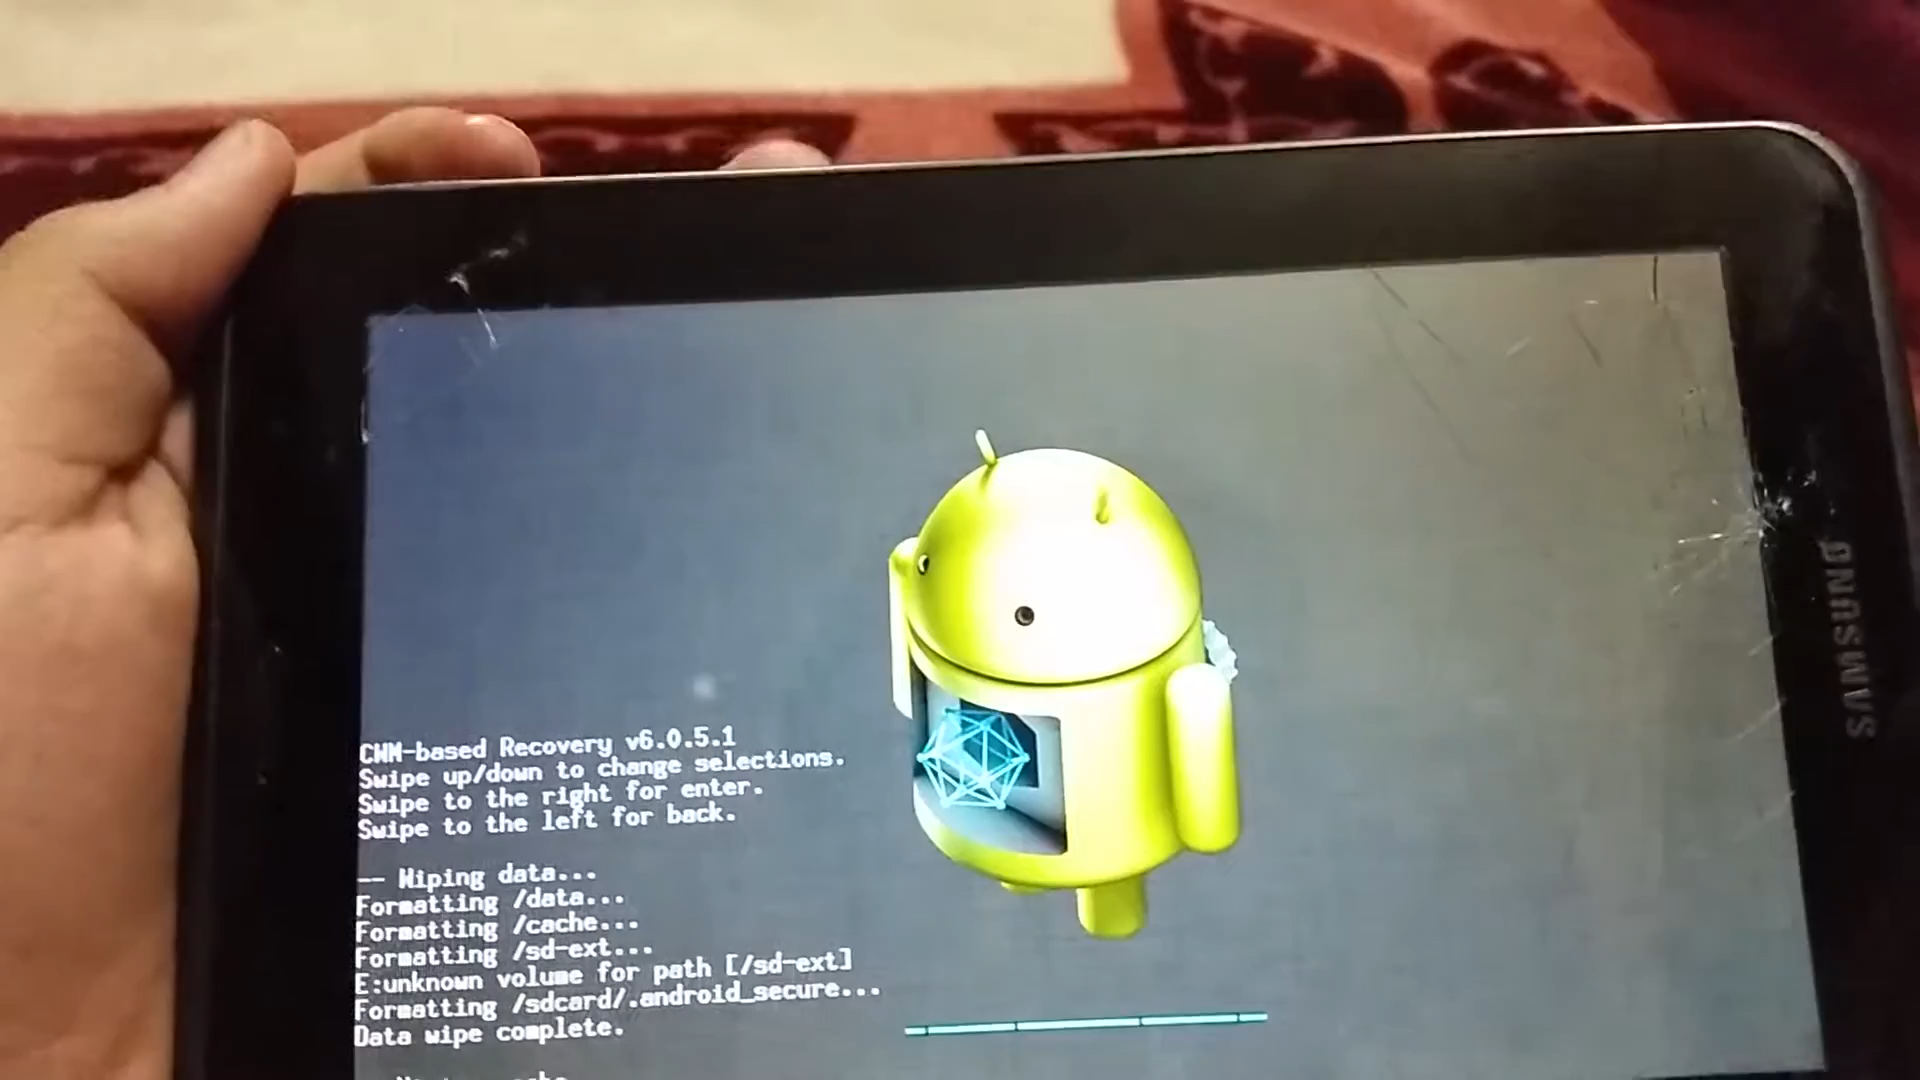 CWM-based Recovery v6.0.5.1
Swipe up/down to change selections.
Swipe to the right for enter.
Swipe to the left for back.
-- Wiping data...
Formatting /data...
Formatting /cache...
Formatting /sd-ext...
E:unknown volume for path [/sd-ext]
Formatting /sdcard/.android_secure...
Data wipe complete.
SAMSUNG